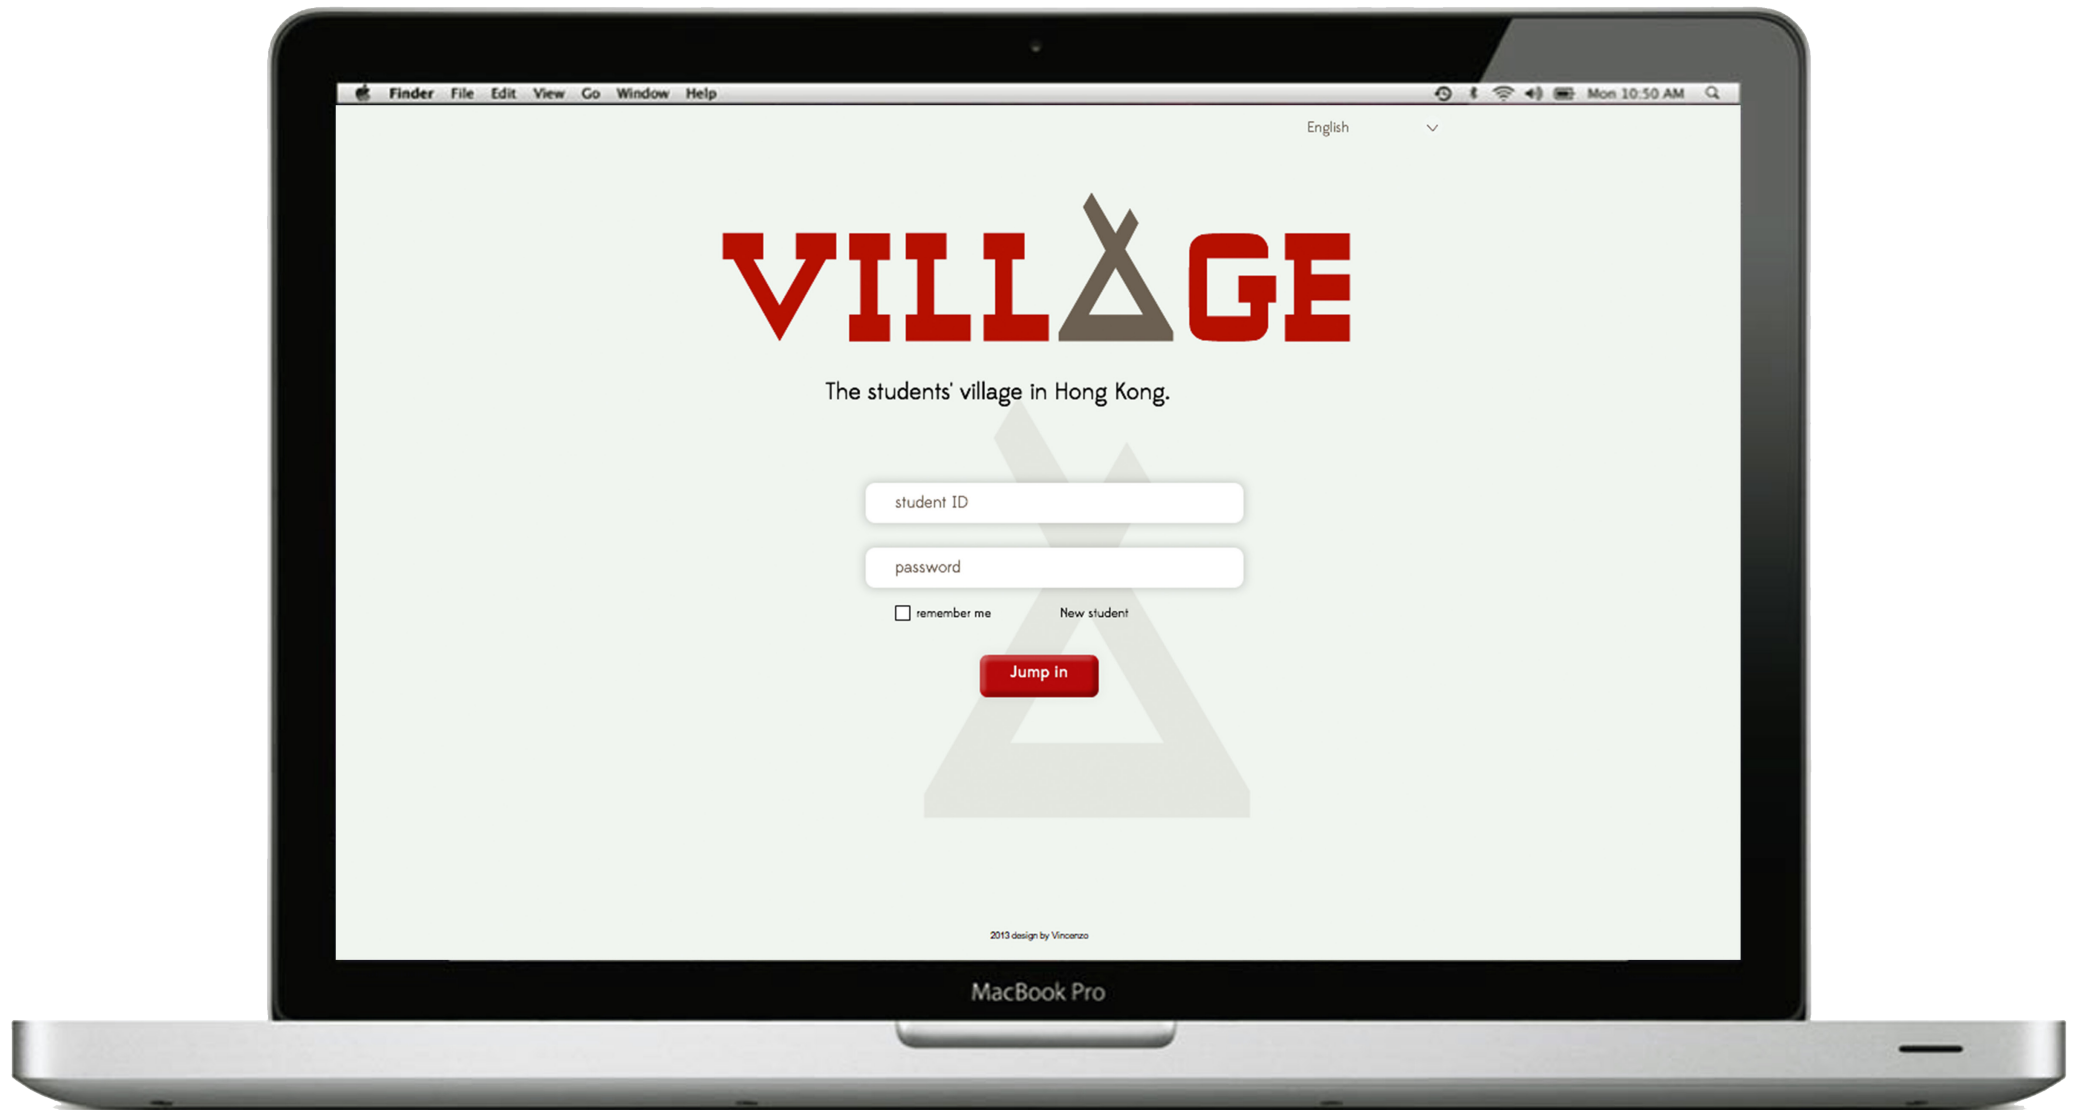 Finder File Edit View Go Window Help Mon 10:50 AM
English
VILLAGE
The students' village in Hong Kong.
student ID
password
remember me New student
Jump in
2013 design by Vincenzo
MacBook Pro